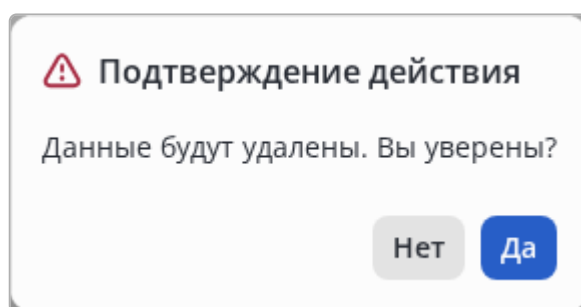 Подтверждение действия
Данные будут удалены. Вы уверены?
Нет Да